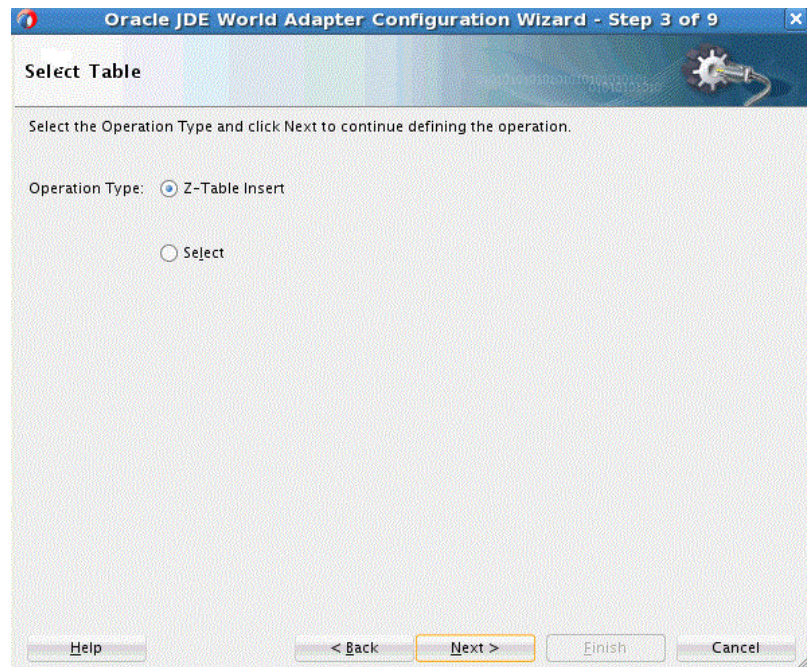 Oracle JDE World Adapter Configuration Wizard - Step 3 of 9
Select Table
Select the Operation Type and click Next to continue defining the operation.
Operation Type: Z-Table Insert
Select
Help < Back Next > Finish Cancel